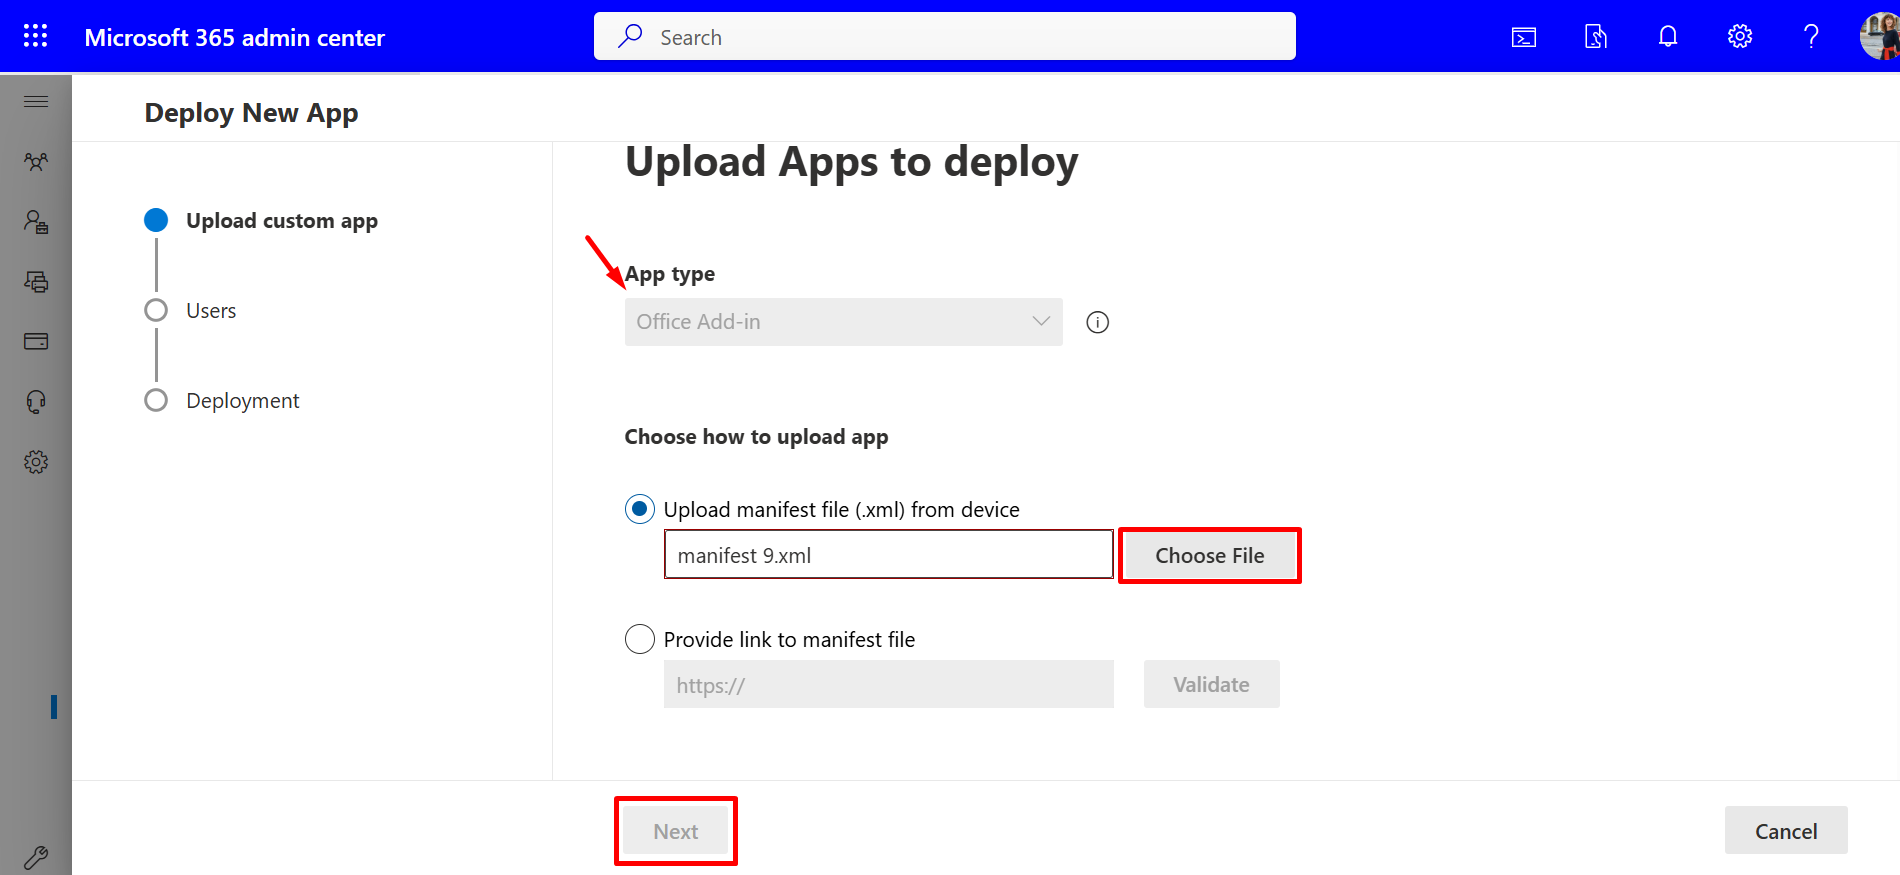 Microsoft 365 admin center
Search
Deploy New App
Upload custom app
Users
Deployment
Upload Apps to deploy
App type
Office Add-in
Choose how to upload app
Upload manifest file (.xml) from device
manifest 9.xml
Choose File
Provide link to manifest file
https://
Validate
Next
Cancel